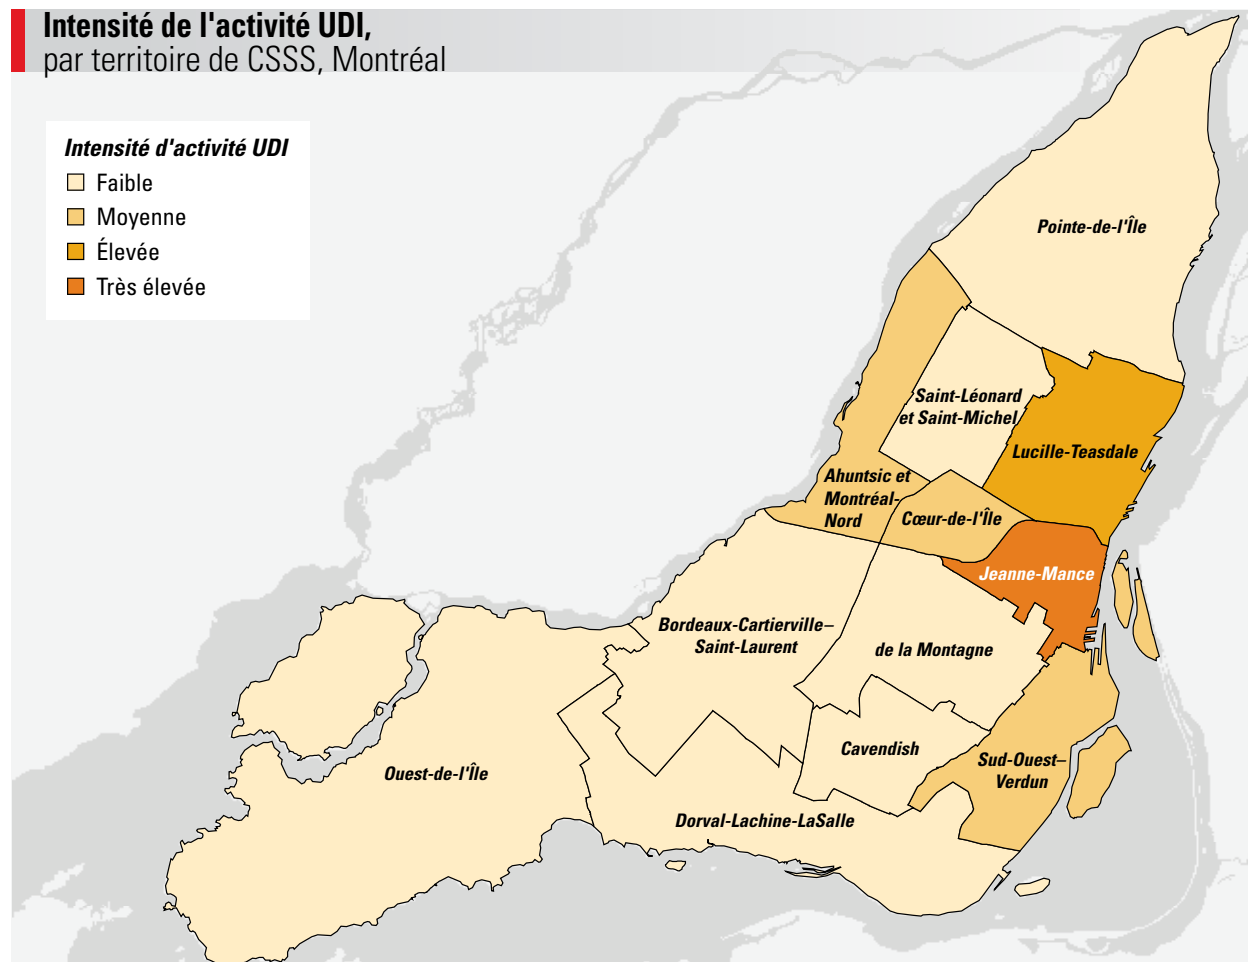 Intensité de l'activité UDI,
par territoire de CSSS, Montréal
Intensité d'activité UDI
Faible
Moyenne
Élevée
Très élevée
Pointe-de-l'Île
Saint-Léonard
et Saint-Michel
Lucille-Teasdale
Ahuntsic et
Montréal-
Nord
Cœur-de-l'Île
Jeanne-Mance
Bordeaux-Cartierville–
Saint-Laurent
de la Montagne
Cavendish
Sud-Ouest–
Verdun
Ouest-de-l'Île
Dorval-Lachine-LaSalle